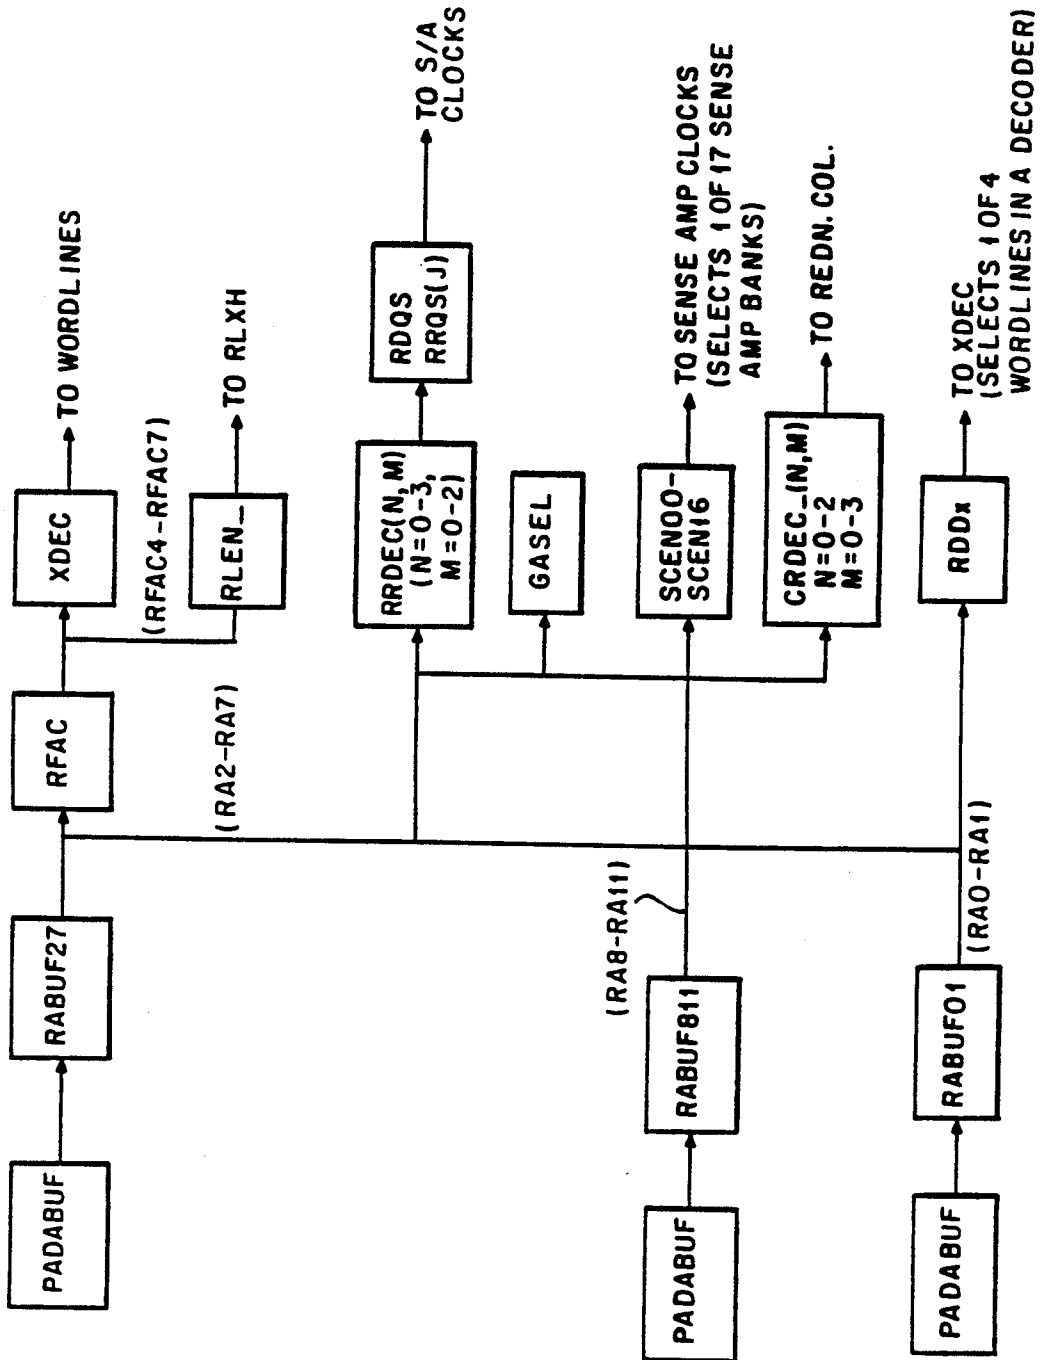 PADABUF
RABUF27
RFAC
XDEC
TO WORDLINES
(RFAC4-RFAC7)
RLEN_
TO RLXH
(RA2-RA7)
RRDEC(N,M)
(N=0-3,
M=0-2)
RDQS
RRQS(J)
TO S/A
CLOCKS
GASEL
PADABUF
RABUF811
(RA8-RA11)
SCEN00-
SCEN16
TO SENSE AMP CLOCKS
(SELECTS 1 OF 17 SENSE
AMP BANKS)
CRDEC_(N,M)
N=0-2
M=0-3
TO REDN. COL.
PADABUF
RABUF01
(RA0-RA1)
RDDx
TO XDEC
(SELECTS 1 OF 4
WORDLINES IN A DECODER)